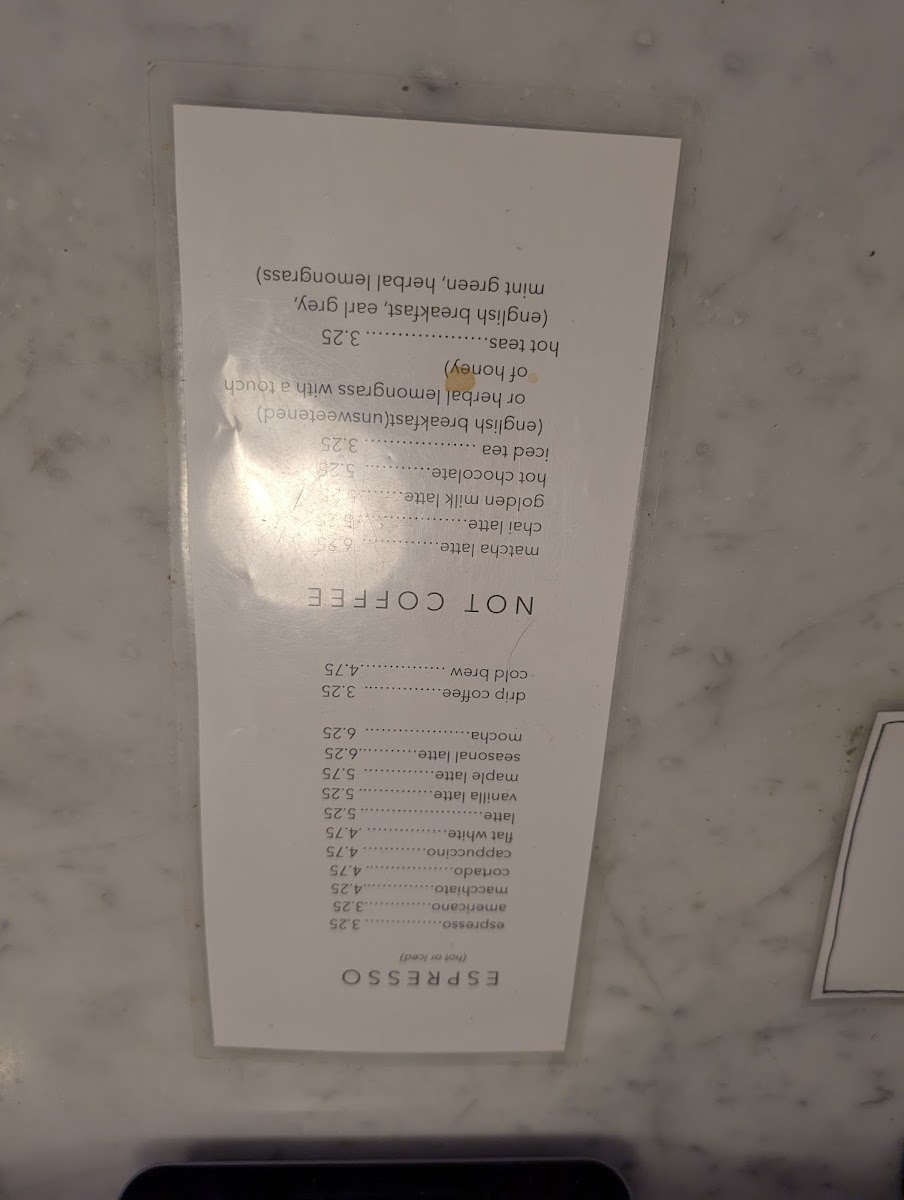 ESPRESSO
(hot or iced)
espresso................ 3.25
americano..............3.25
macchiato..............4.25
cortado................. 4.75
cappuccino............. 4.75
flat white................ 4.75
latte........................ 5.25
vanilla latte.............. 5.25
maple latte.............. 5.75
seasonal latte............6.25
mocha.................... 6.25
drip coffee............... 3.25
cold brew ................4.75
NOT COFFEE
matcha latte............... 6.25
chai latte
golden milk latte
hot chocolate............ 5.25
iced tea .................. 3.25
(english breakfast(unsweetened)
or herbal lemongrass with a touch
of honey)
hot teas.................... 3.25
(english breakfast, earl grey,
mint green, herbal lemongrass)